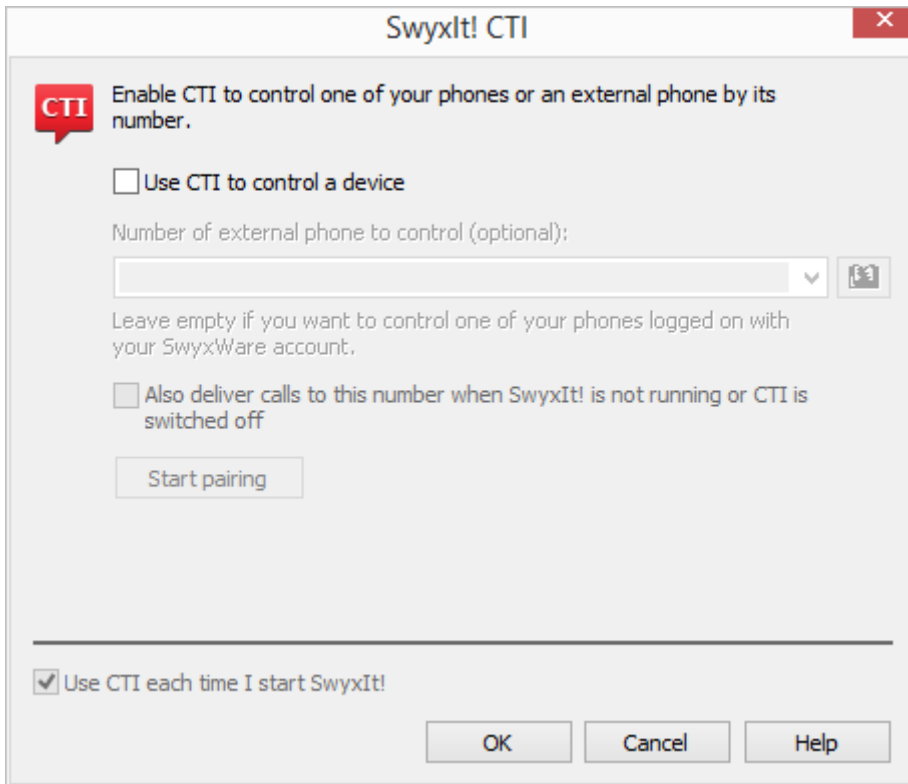 SwyxIt! CTI
CTI
Enable CTI to control one of your phones or an external phone by its
number.
Use CTI to control a device
Number of external phone to control (optional):
Leave empty if you want to control one of your phones logged on with
your SwyxWare account.
Also deliver calls to this number when SwyxIt! is not running or CTI is
switched off
Start pairing
Use CTI each time I start SwyxIt!
OK
Cancel
Help